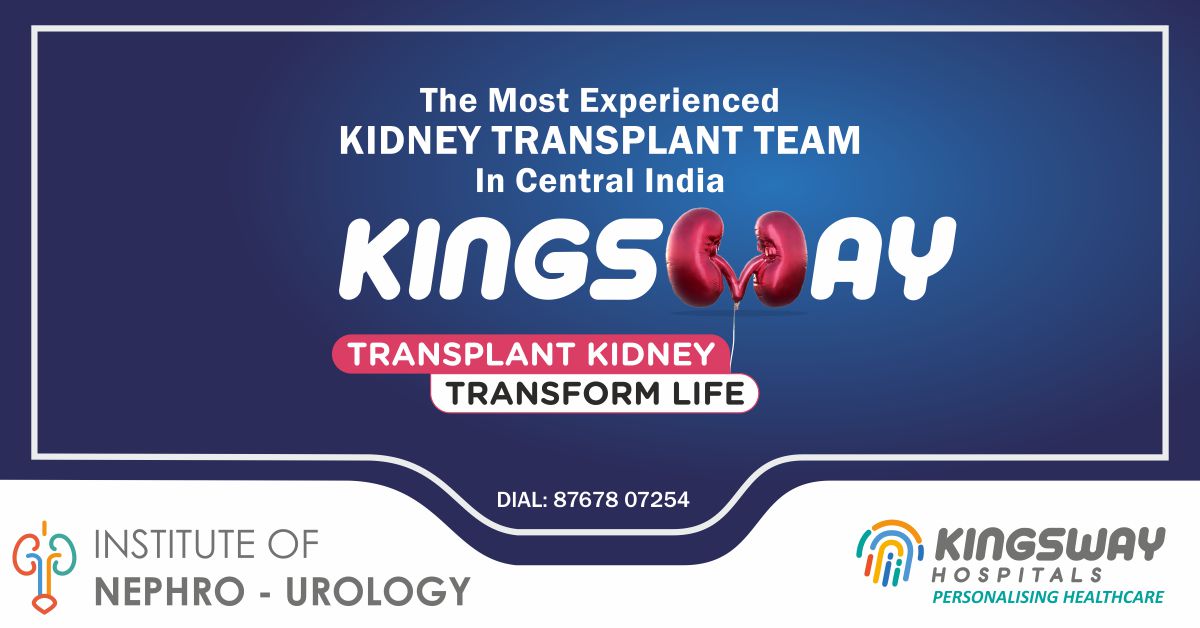 The Most Experienced
KIDNEY TRANSPLANT TEAM
In Central India
KINGSWAY
TRANSPLANT KIDNEY
TRANSFORM LIFE
DIAL: 87678 07254
INSTITUTE OF
NEPHRO - UROLOGY
KINGSWAY
HOSPITALS
PERSONALISING HEALTHCARE